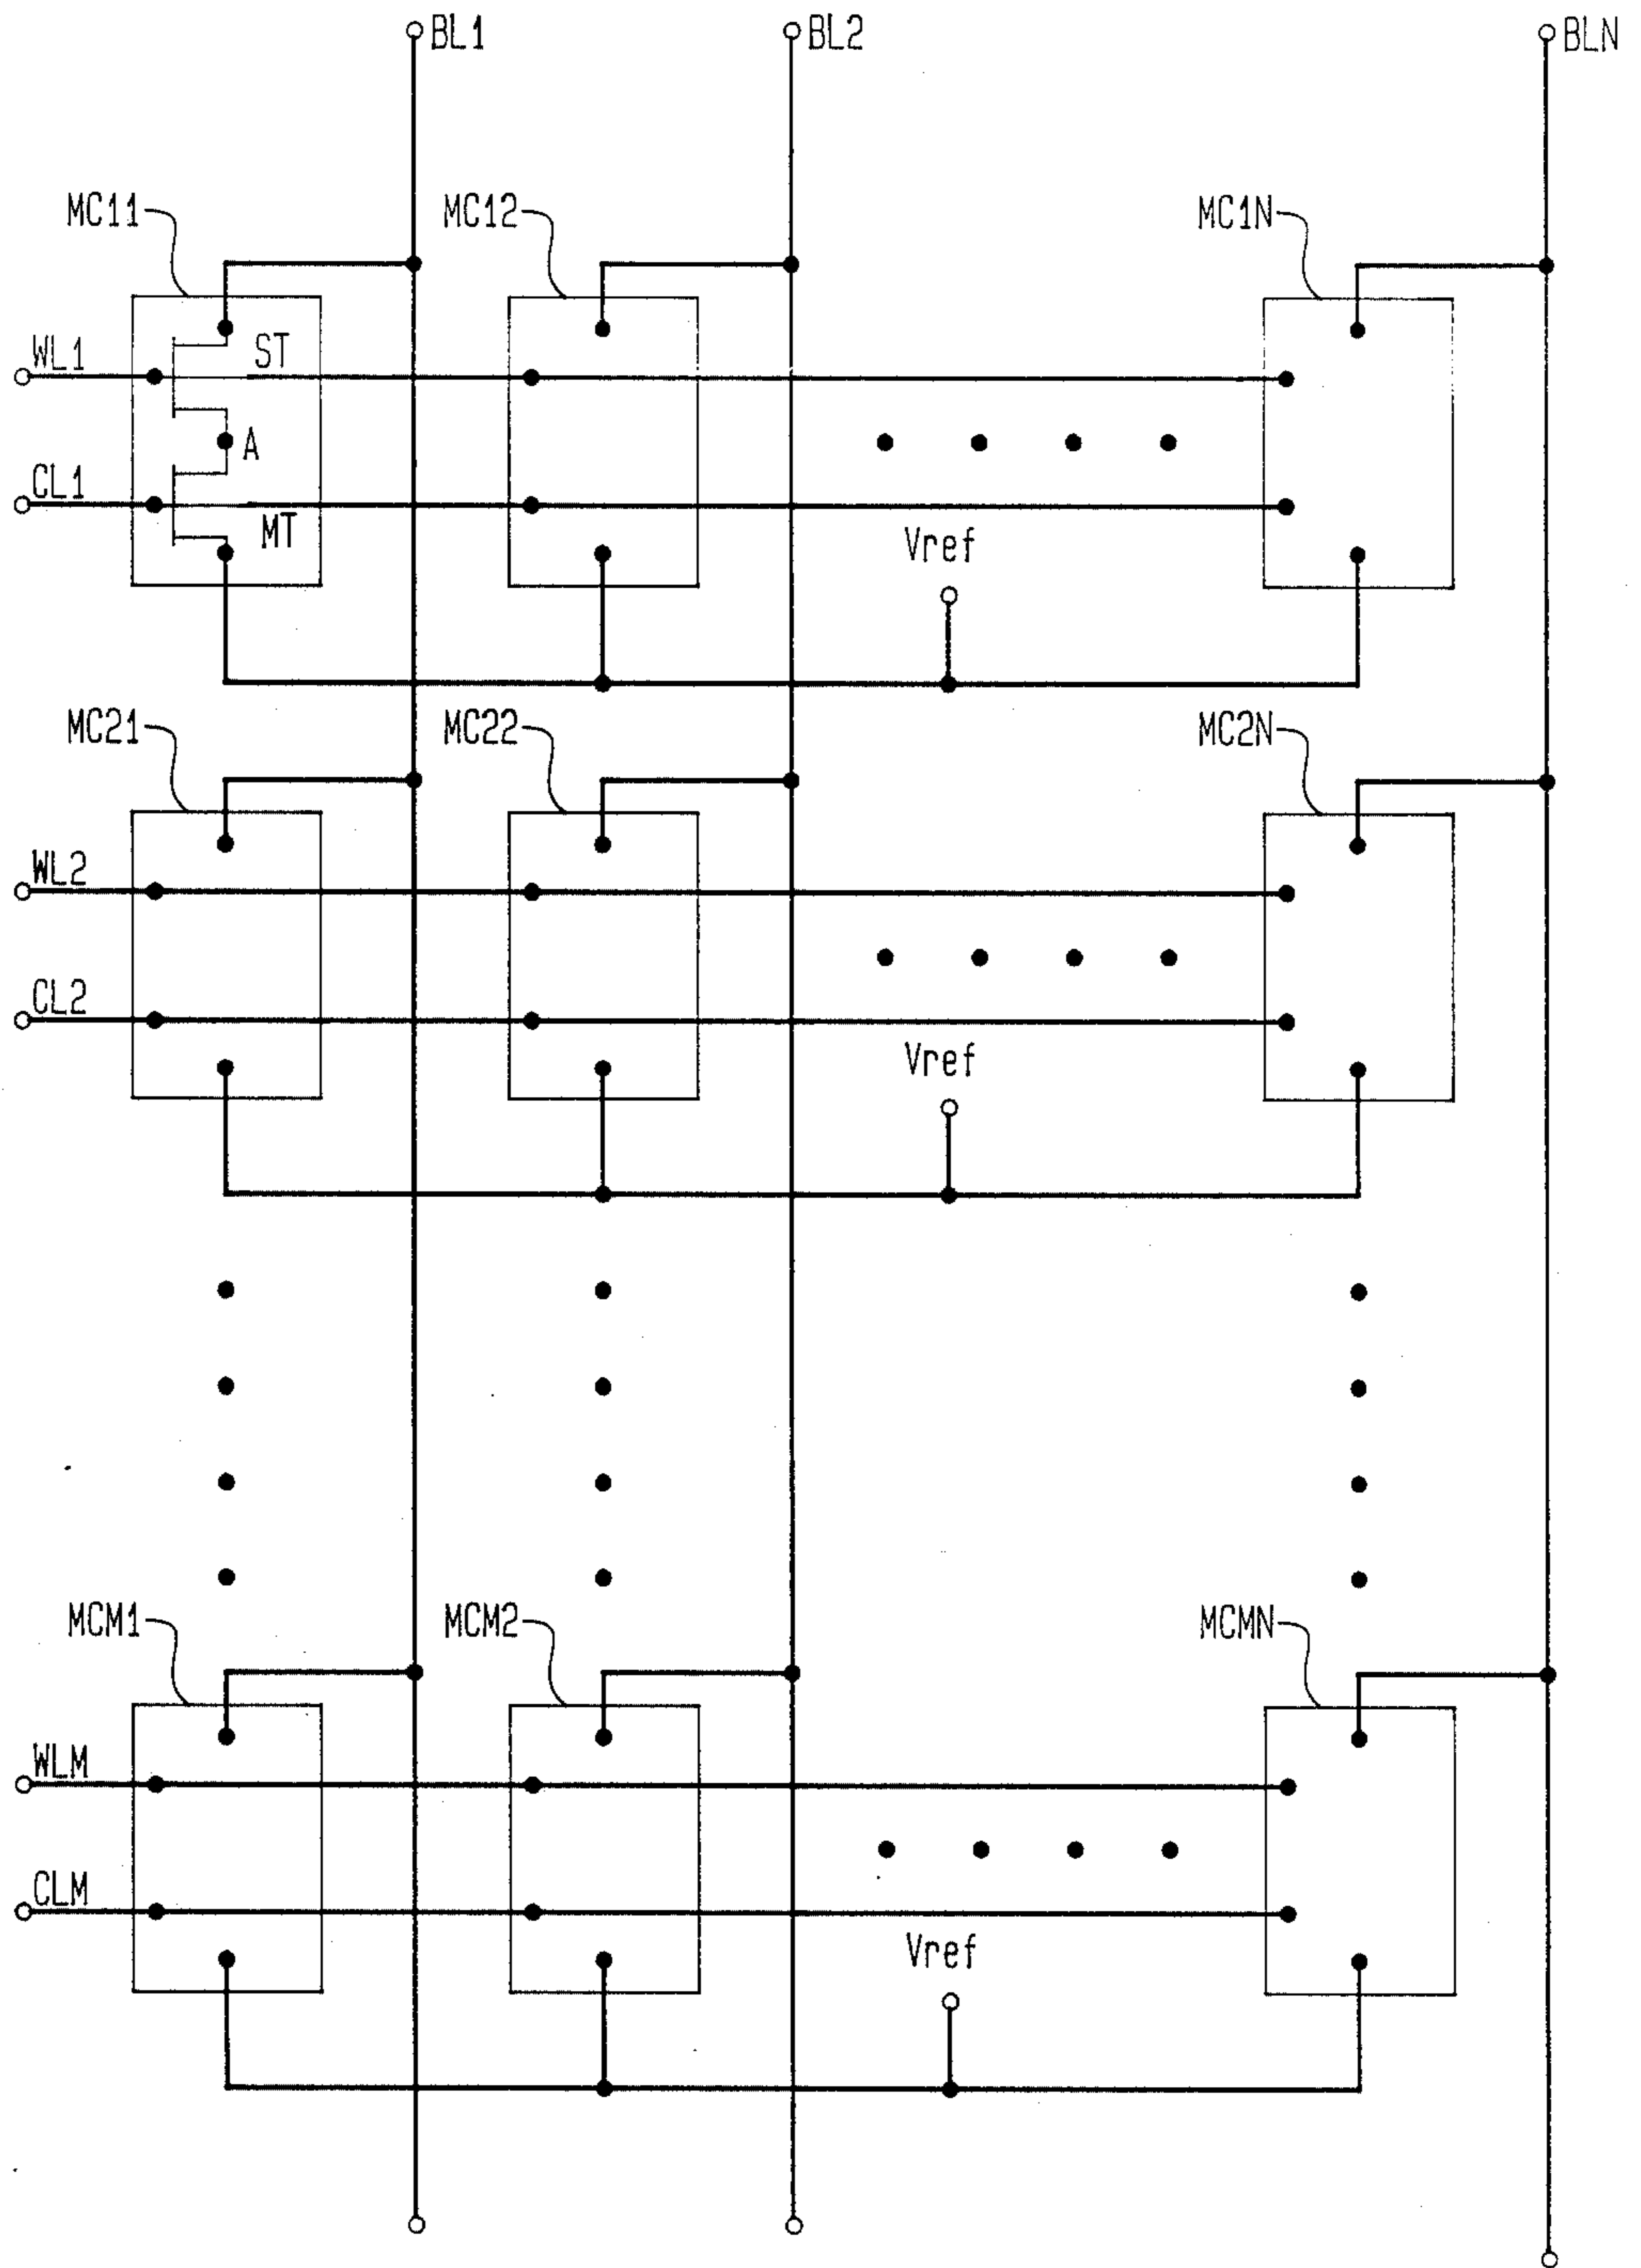 BL1 BL2 BLN
MC11 MC12 MC1N
WL1 ST
A
CL1 MT Vref
MC21 MC22 MC2N
WL2
CL2 Vref
MCM1 MCM2 MCMN
WLM
CLM Vref